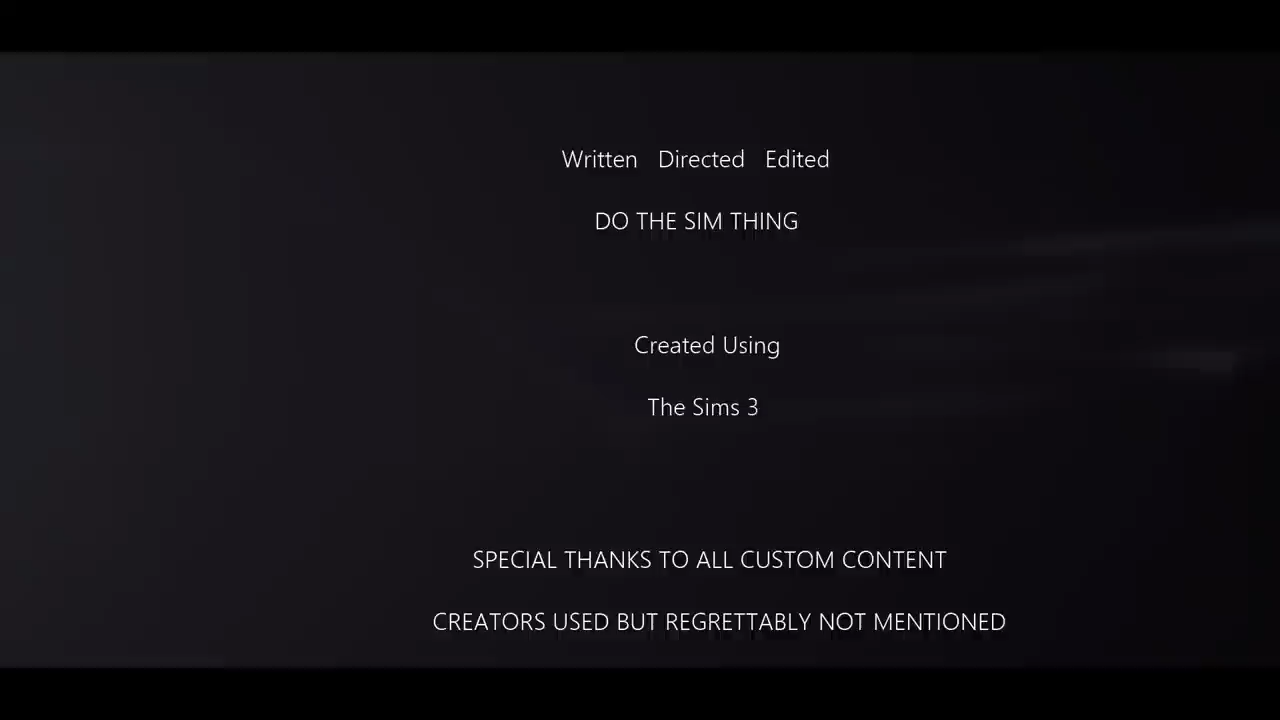 Written Directed Edited
DO THE SIM THING
Created Using
The Sims 3
SPECIAL THANKS TO ALL CUSTOM CONTENT
CREATORS USED BUT REGRETTABLY NOT MENTIONED